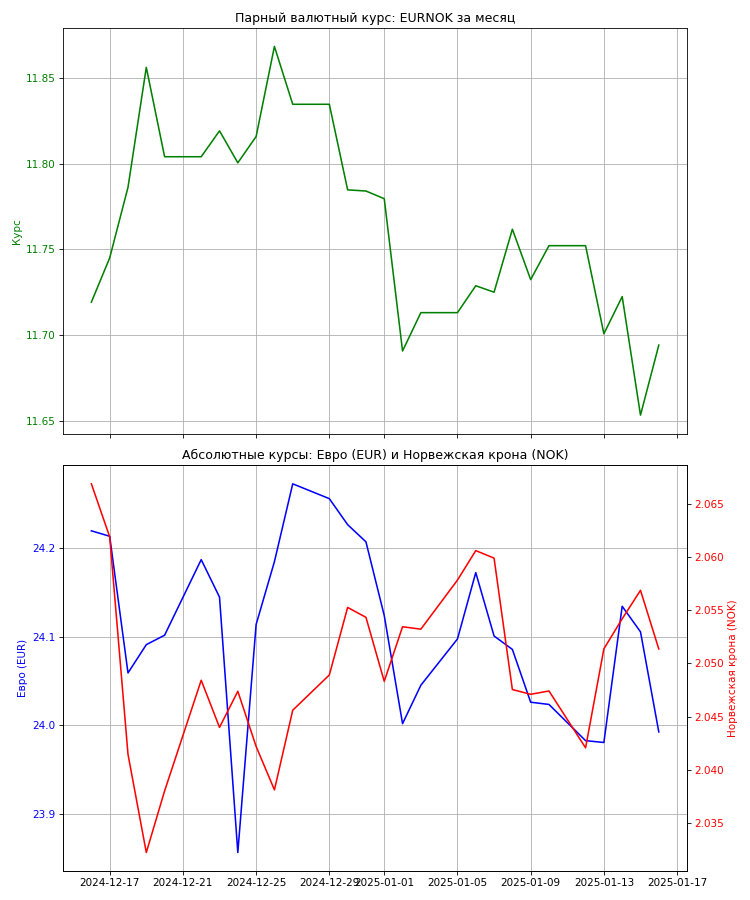 Парный валютный курс: EURNOK за месяц
11.85
11.80
11.75
11.70
11.65
Курс
Абсолютные курсы: Евро (EUR) и Норвежская крона (NOK)
24.2
24.1
24.0
23.9
Евро (EUR)
2.065
2.060
2.055
2.050
2.045
2.040
2.035
Норвежская крона (NOK)
2024-12-17 2024-12-21 2024-12-25 2024-12-29 2025-01-01 2025-01-05 2025-01-09 2025-01-13 2025-01-17